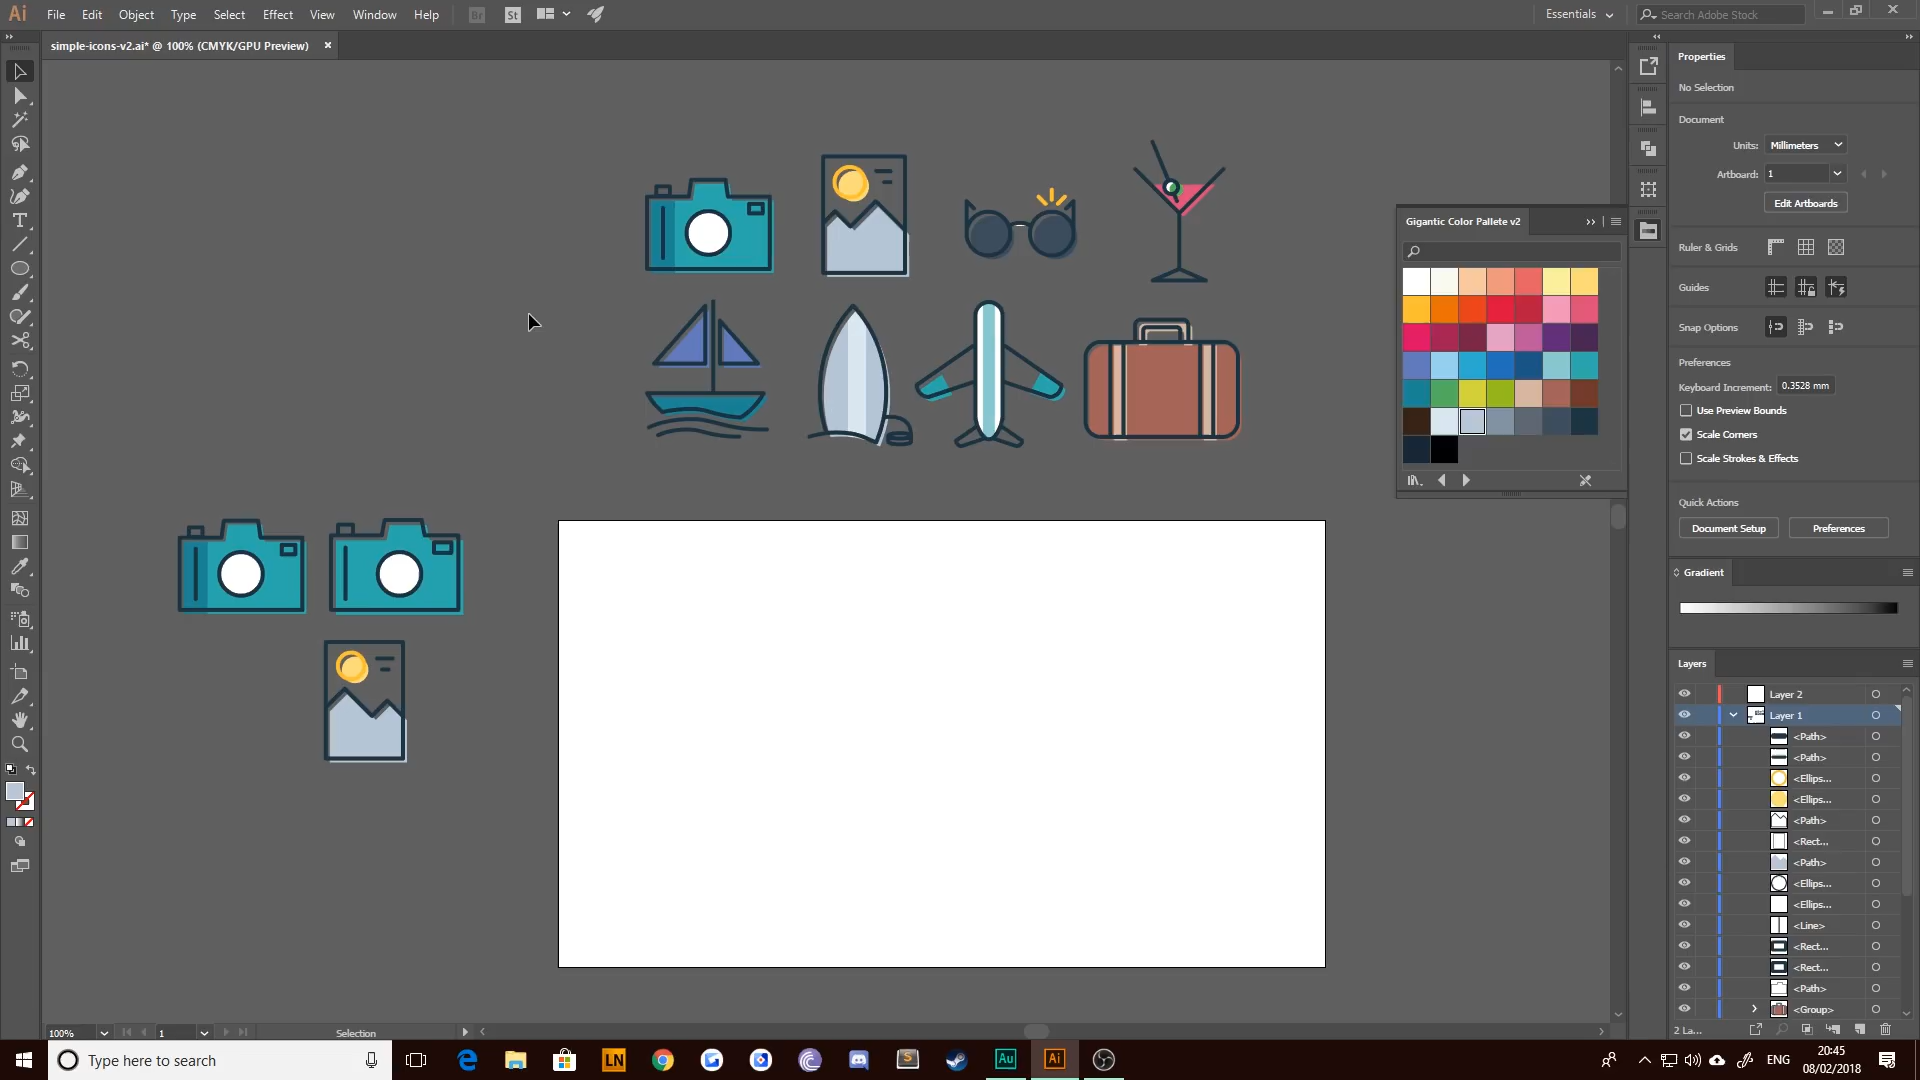 Ai File Edit Object Type Select Effect View Window Help Br St Essentials Search Adobe Stock
simple-icons-v2.ai* @ 100% (CMYK/GPU Preview) ×
Properties
No Selection
Document
Units: Millimeters
Artboard: 1
Edit Artboards
Gigantic Color Pallete v2
Ruler & Grids
Guides
Snap Options
Preferences
Keyboard Increment: 0.3528 mm
Use Preview Bounds
Scale Corners
Scale Strokes & Effects
Quick Actions
Document Setup Preferences
Gradient
Layers
Layer 2
Layer 1
<Path>
<Path>
<Ellips...
<Ellips...
<Path>
<Rect...
<Path>
<Ellips...
<Ellips...
<Line>
<Rect...
<Rect...
<Path>
<Group>
2 La...
100% 1 Selection
Type here to search
LN
S
Au
Ai
ENG
20:45
08/02/2018